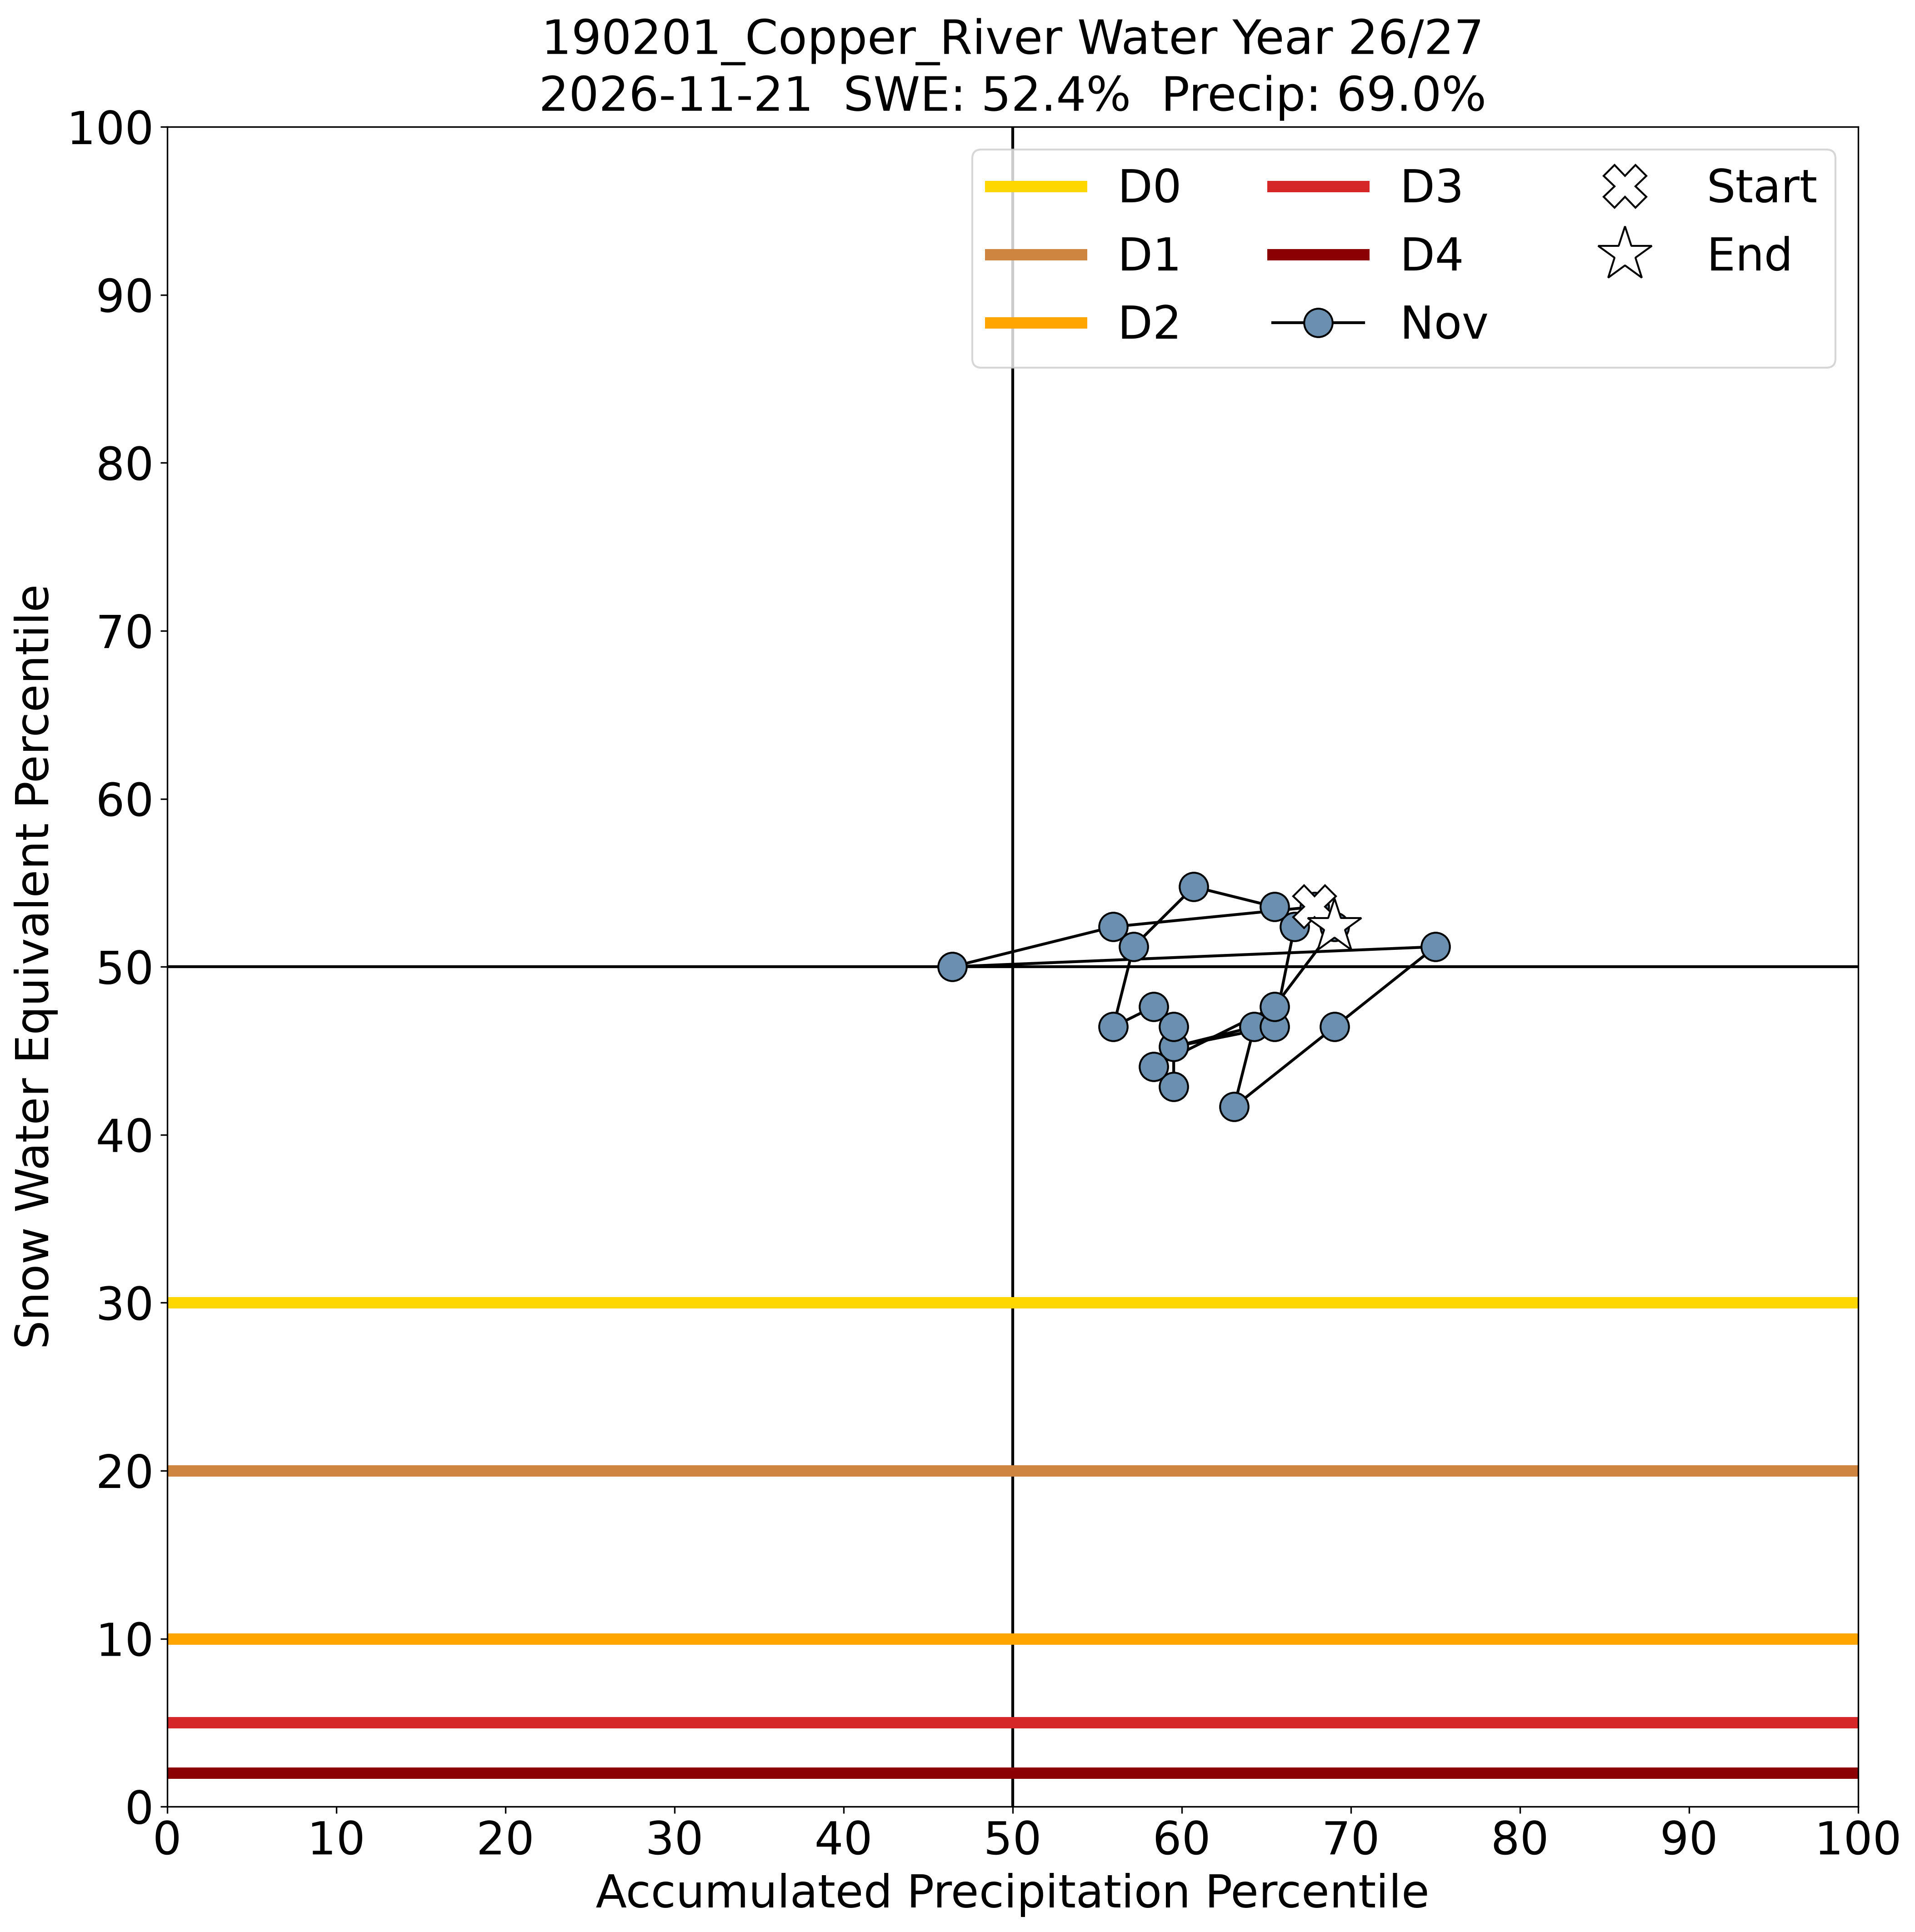 190201_Copper_River Water Year 26/27
2026-11-21 SWE: 52.4% Precip: 69.0%
100
90
80
70
60
50
40
30
20
10
0
Snow Water Equivalent Percentile
D0
D1
D2
D3
D4
Nov
Start
End
0 10 20 30 40 50 60 70 80 90 100
Accumulated Precipitation Percentile